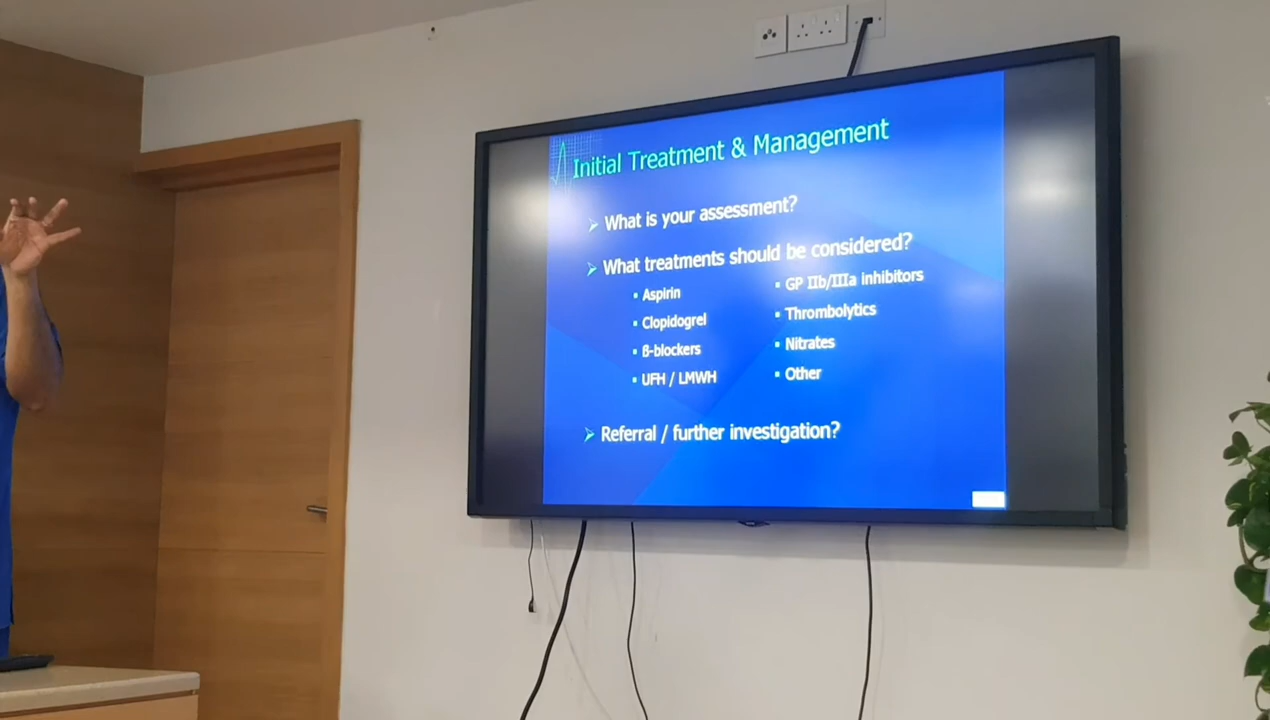 Initial Treatment & Management
What is your assessment?
What treatments should be considered?
Aspirin
Clopidogrel
ß-blockers
UFH / LMWH
GP IIb/IIIa inhibitors
Thrombolytics
Nitrates
Other
Referral / further investigation?